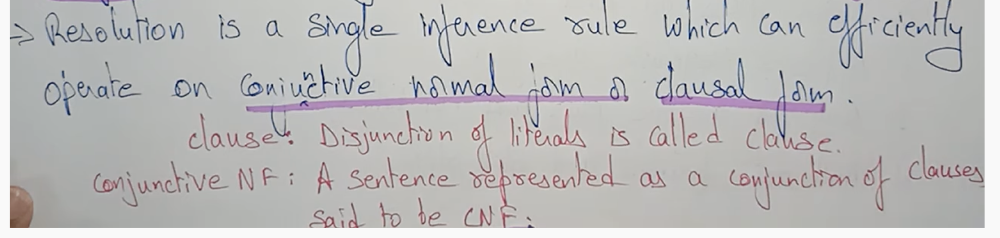 ⇒ Resolution is a single inference rule which can efficiently
operate on Conjunctive normal form or clausal form.
clause: Disjunction of literals is called clause.
conjunctive NF: A sentence represented as a conjunction of clauses
said to be CNF.